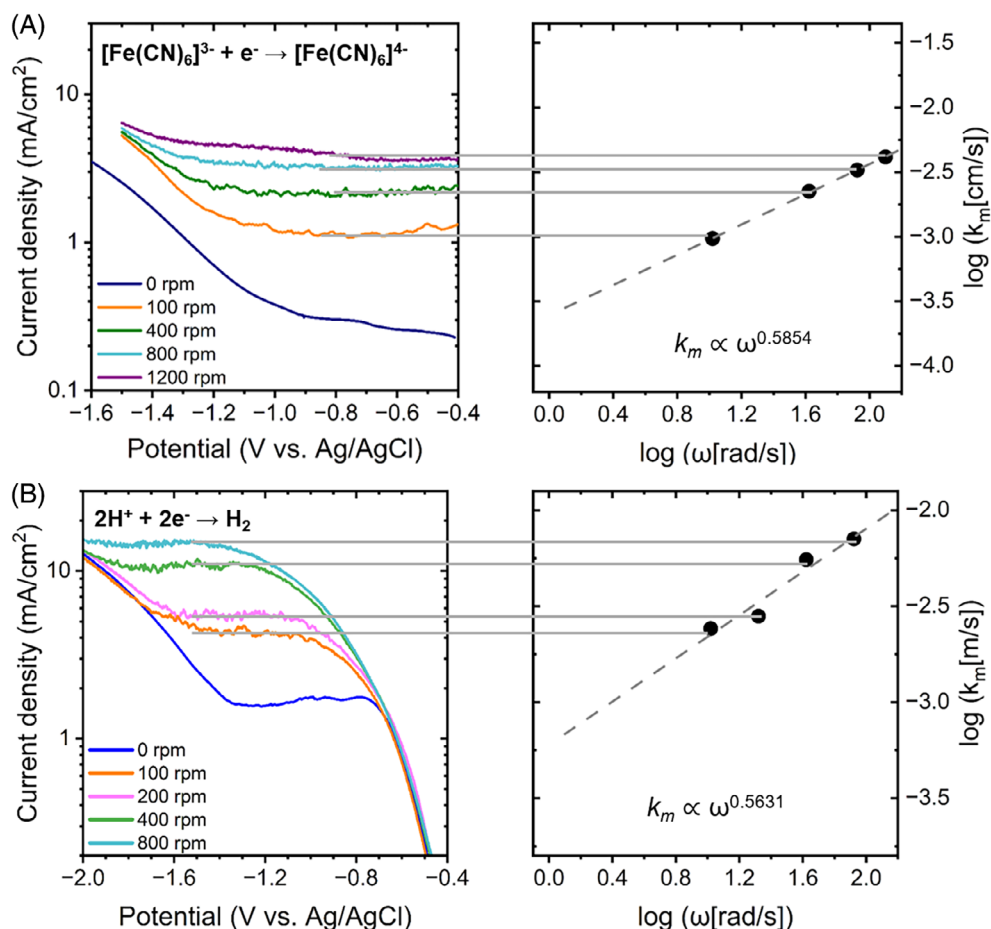 (A)
[Fe(CN)₆]³⁻ + e⁻ → [Fe(CN)₆]⁴⁻
Current density (mA/cm²)
10
1
0.1
0 rpm
100 rpm
400 rpm
800 rpm
1200 rpm
−1.6 −1.4 −1.2 −1.0 −0.8 −0.6 −0.4
Potential (V vs. Ag/AgCl)
−1.5
−2.0
−2.5
−3.0
−3.5
−4.0
log (kₘ[cm/s])
kₘ ∝ ω^0.5854
0.0 0.4 0.8 1.2 1.6 2.0
log (ω[rad/s])
(B)
2H⁺ + 2e⁻ → H₂
Current density (mA/cm²)
10
1
0 rpm
100 rpm
200 rpm
400 rpm
800 rpm
−2.0 −1.6 −1.2 −0.8 −0.4
Potential (V vs. Ag/AgCl)
−2.0
−2.5
−3.0
−3.5
log (kₘ[m/s])
kₘ ∝ ω^0.5631
0.0 0.4 0.8 1.2 1.6 2.0
log (ω[rad/s])